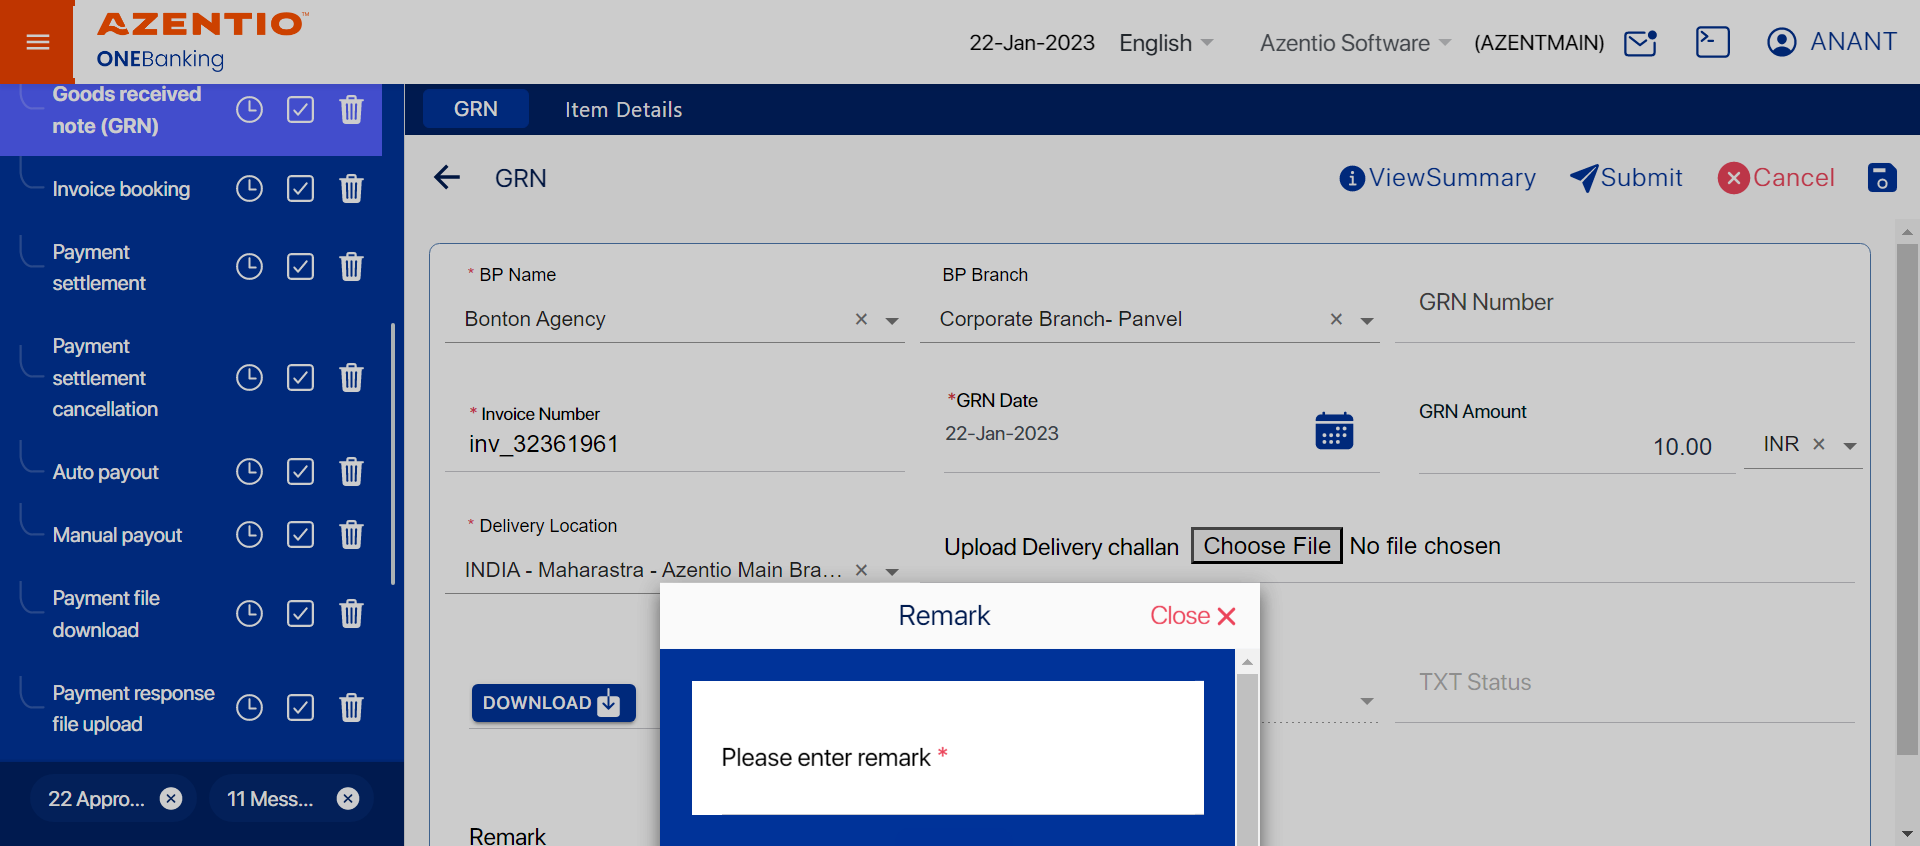 AZENTIO™
ONEBanking
22-Jan-2023
English
Azentio Software
(AZENTMAIN)
ANANT
Goods received
note (GRN)
Invoice booking
Payment
settlement
Payment
settlement
cancellation
Auto payout
Manual payout
Payment file
download
Payment response
file upload
22 Appro...
11 Mess...
GRN
Item Details
GRN
ViewSummary
Submit
Cancel
* BP Name
Bonton Agency
BP Branch
Corporate Branch- Panvel
GRN Number
* Invoice Number
inv_32361961
*GRN Date
22-Jan-2023
GRN Amount
10.00
INR
* Delivery Location
INDIA - Maharastra - Azentio Main Bra...
Upload Delivery challan
Choose File
No file chosen
DOWNLOAD
TXT Status
Remark
Remark
Close
Please enter remark *